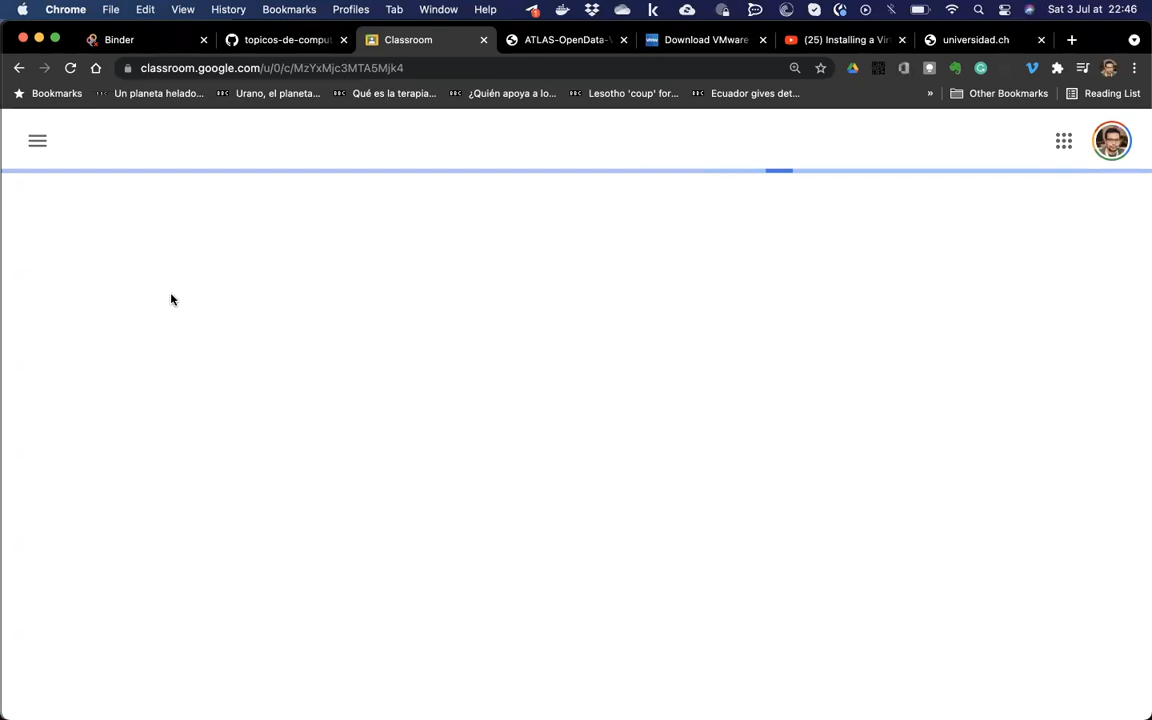 Chrome File Edit View History Bookmarks Profiles Tab Window Help Sat 3 Jul at 22:46
Binder topicos-de-comput Classroom ATLAS-OpenData-V Download VMware (25) Installing a Vir universidad.ch
classroom.google.com/u/0/c/MzYxMjc3MTA5Mjk4
Bookmarks Un planeta helado... Urano, el planeta... Qué es la terapia... ¿Quién apoya a lo... Lesotho 'coup' for... Ecuador gives det... » Other Bookmarks Reading List